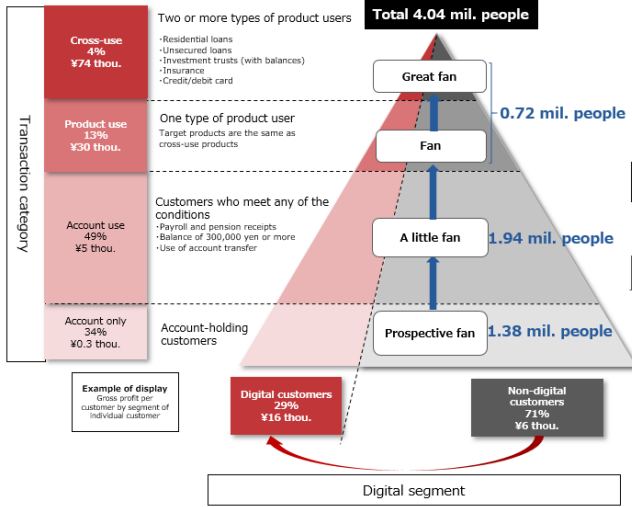 Total 4.04 mil. people
Transaction category
Cross-use
4%
¥74 thou.
Two or more types of product users
・Residential loans
・Unsecured loans
・Investment trusts (with balances)
・Insurance
・Credit/debit card
Great fan
0.72 mil. people
Product use
13%
¥30 thou.
One type of product user
Target products are the same as
cross-use products
Fan
Account use
49%
¥5 thou.
Customers who meet any of the
conditions
・Payroll and pension receipts
・Balance of 300,000 yen or more
・Use of account transfer
A little fan
1.94 mil. people
Account only
34%
¥0.3 thou.
Account-holding
customers
Prospective fan
1.38 mil. people
Example of display
Gross profit per
customer by segment of
individual customer
Digital customers
29%
¥16 thou.
Non-digital
customers
71%
¥6 thou.
Digital segment